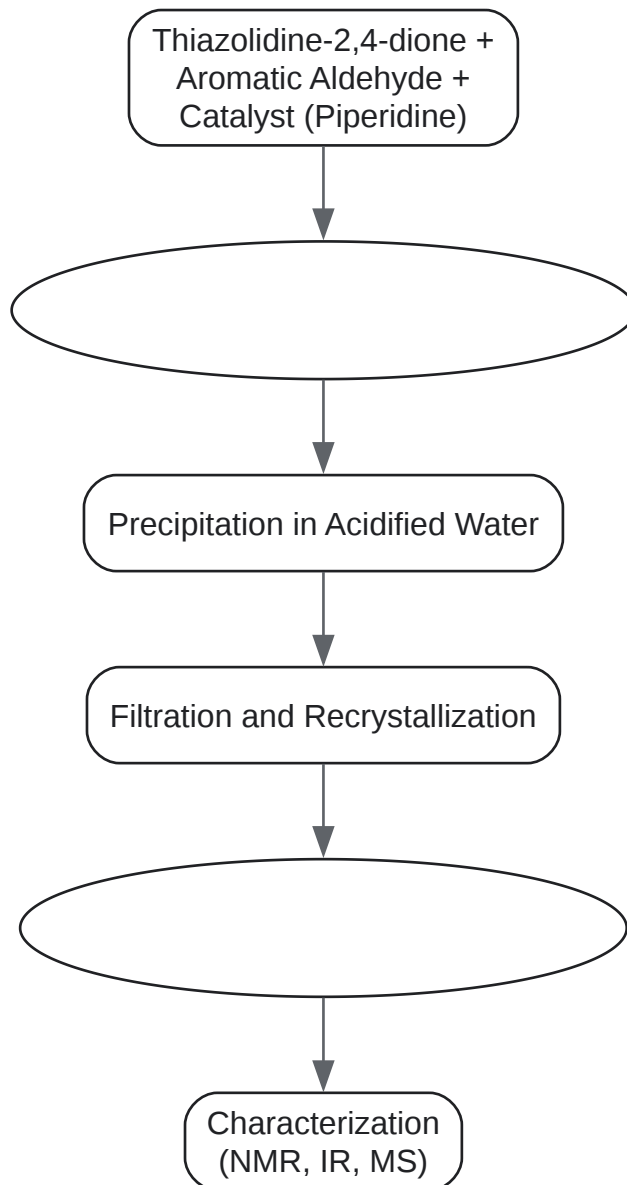 Thiazolidine-2,4-dione +
Aromatic Aldehyde +
Catalyst (Piperidine)
Precipitation in Acidified Water
Filtration and Recrystallization
Characterization
(NMR, IR, MS)